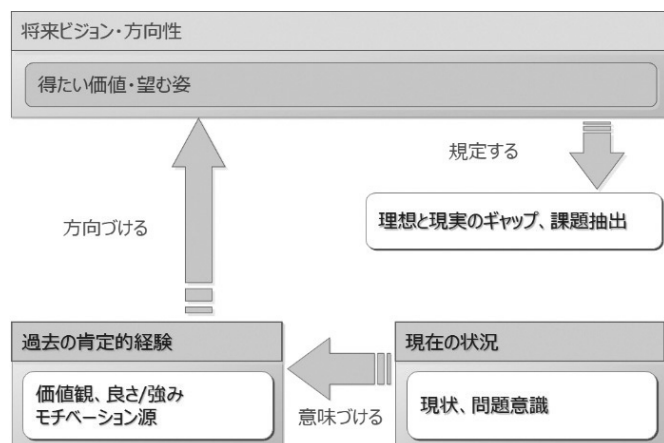 将来ビジョン・方向性
得たい価値・望む姿
規定する
理想と現実のギャップ、課題抽出
方向づける
過去の肯定的経験
価値観、良さ/強み
モチベーション源
意味づける
現在の状況
現状、問題意識